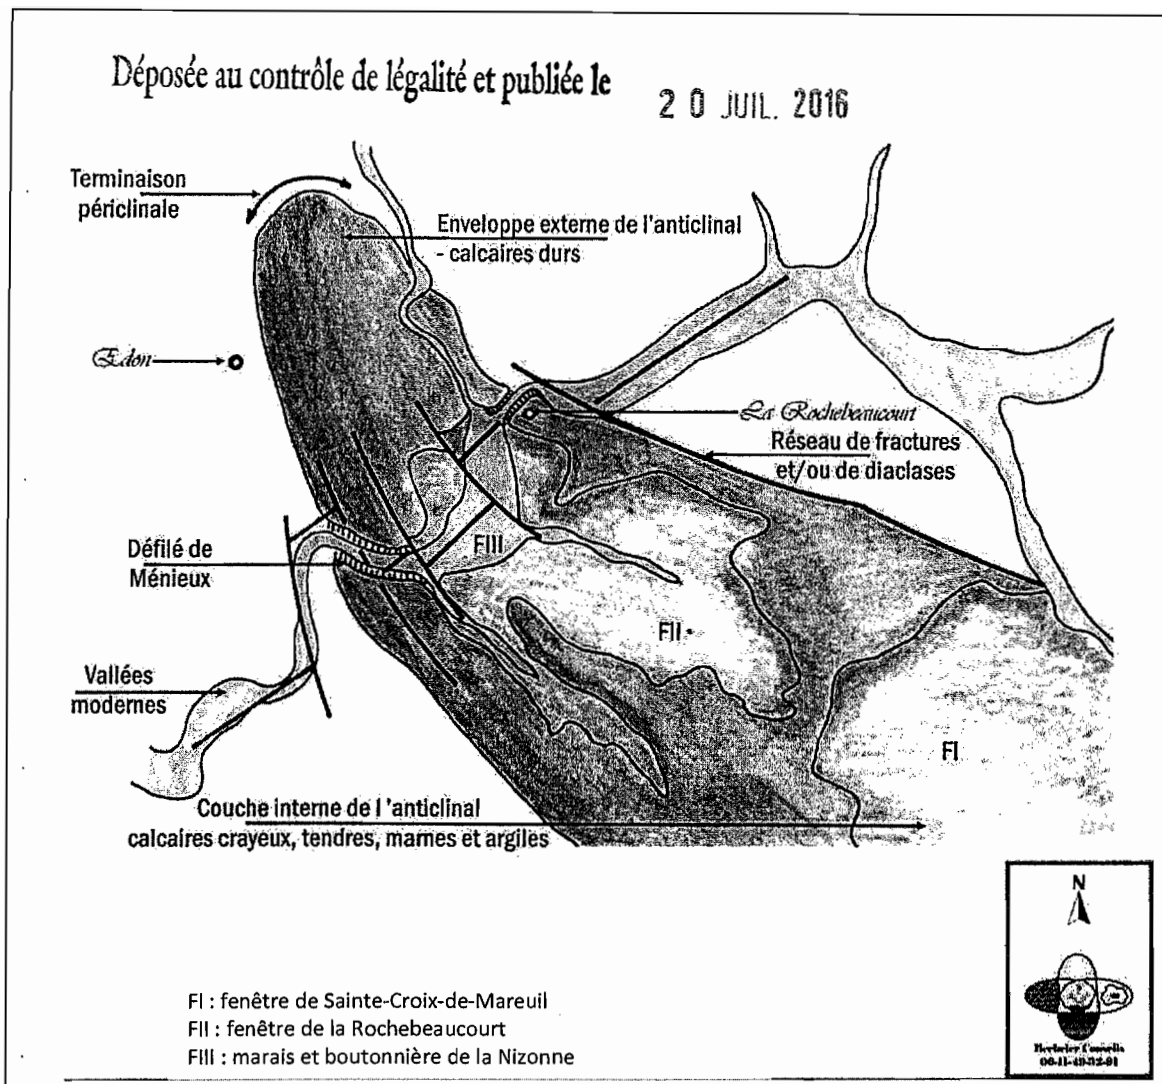 Déposée au contrôle de légalité et publiée le
20 JUIL. 2016
Terminaison
périclinale
Enveloppe externe de l'anticlinal
- calcaires durs
Edon
La Rochebeaucourt
Réseau de fractures
et/ou de diaclases
Défilé de
Ménieux
FIII
FII
Vallées
modernes
FI
Couche interne de l'anticlinal
calcaires crayeux, tendres, marnes et argiles
N
FI : fenêtre de Sainte-Croix-de-Mareuil
FII : fenêtre de la Rochebeaucourt
FIII : marais et boutonnière de la Nizonne